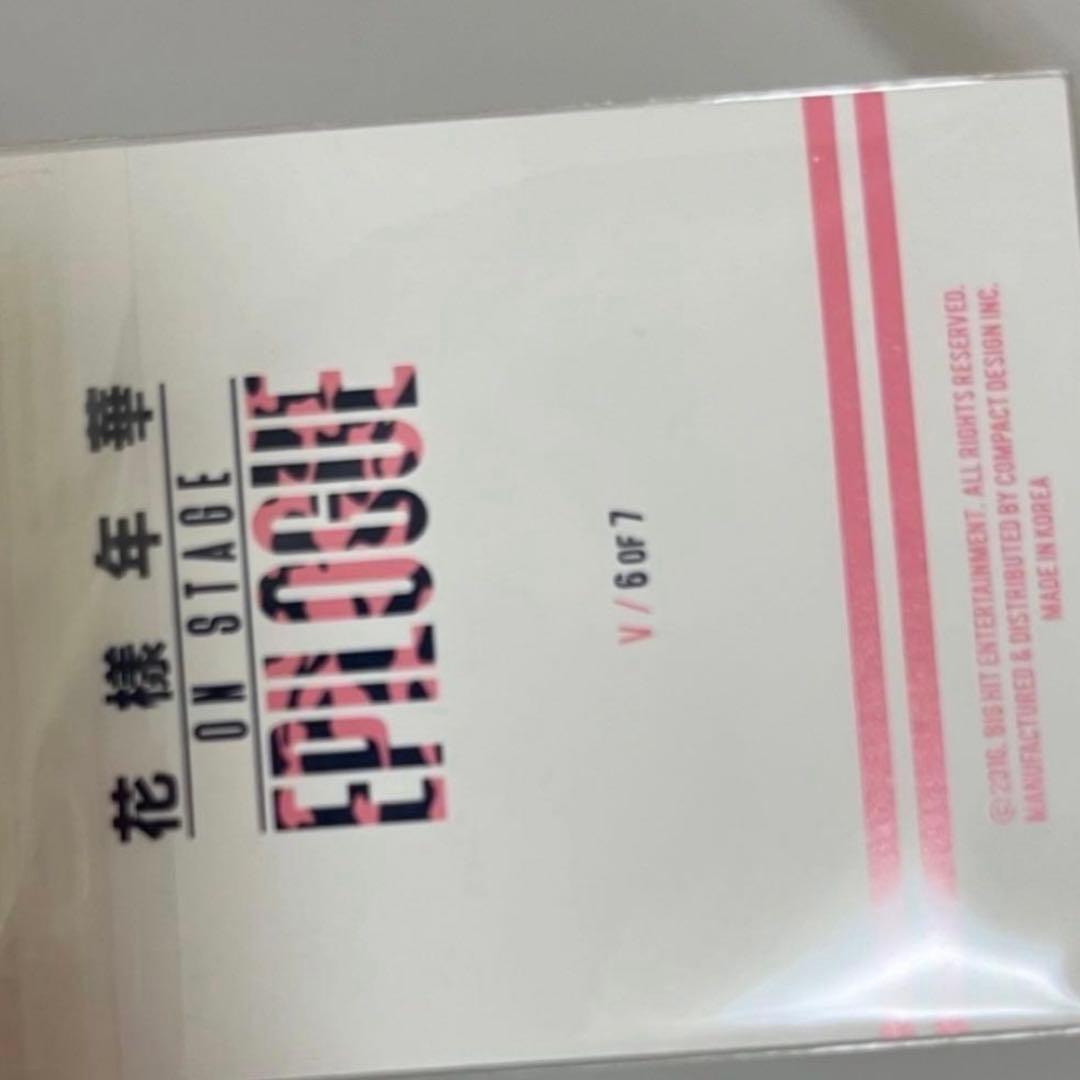 花樣年華
ON STAGE
EPILOGUE
V / 6 OF 7
©2016. BIG HIT ENTERTAINMENT. ALL RIGHTS RESERVED.
MANUFACTURED & DISTRIBUTED BY COMPACT DESIGN INC.
MADE IN KOREA